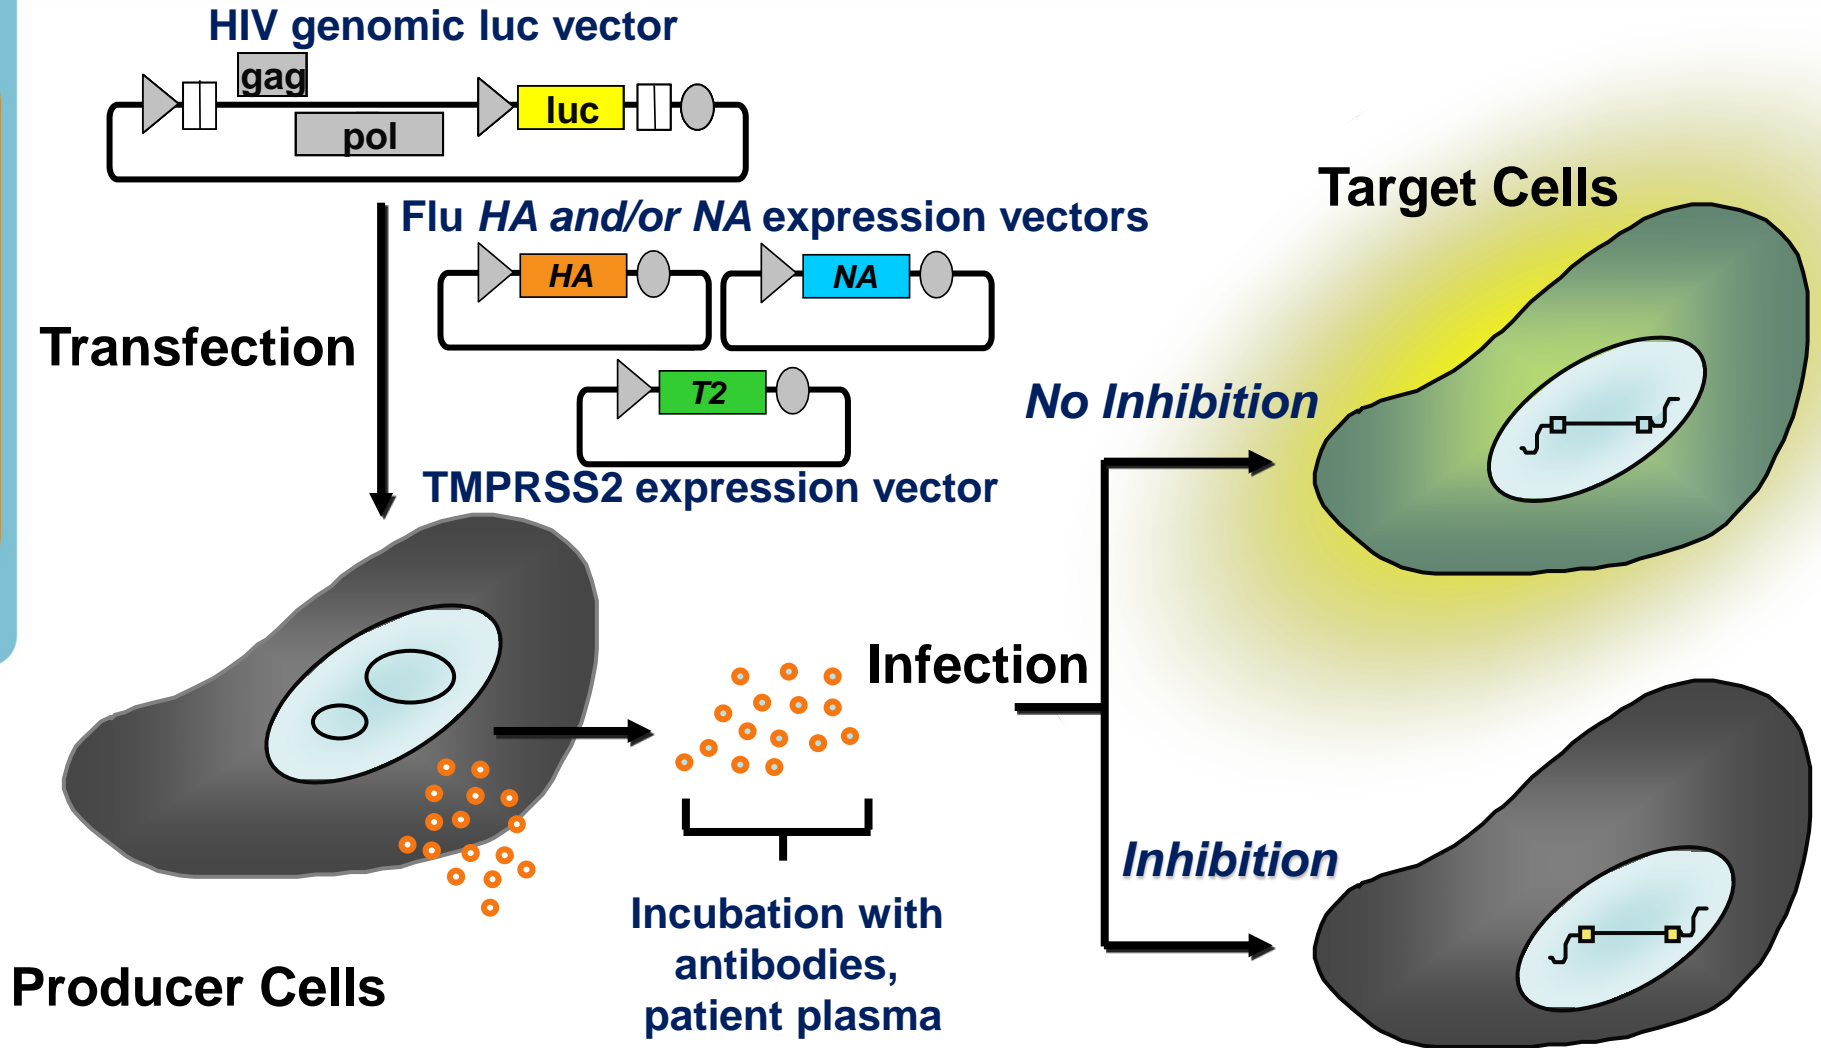 HIV genomic luc vector
gag
pol
luc
Flu HA and/or NA expression vectors
HA
NA
T2
TMPRSS2 expression vector
Transfection
Target Cells
No Inhibition
Infection
Inhibition
Incubation with
antibodies,
patient plasma
Producer Cells